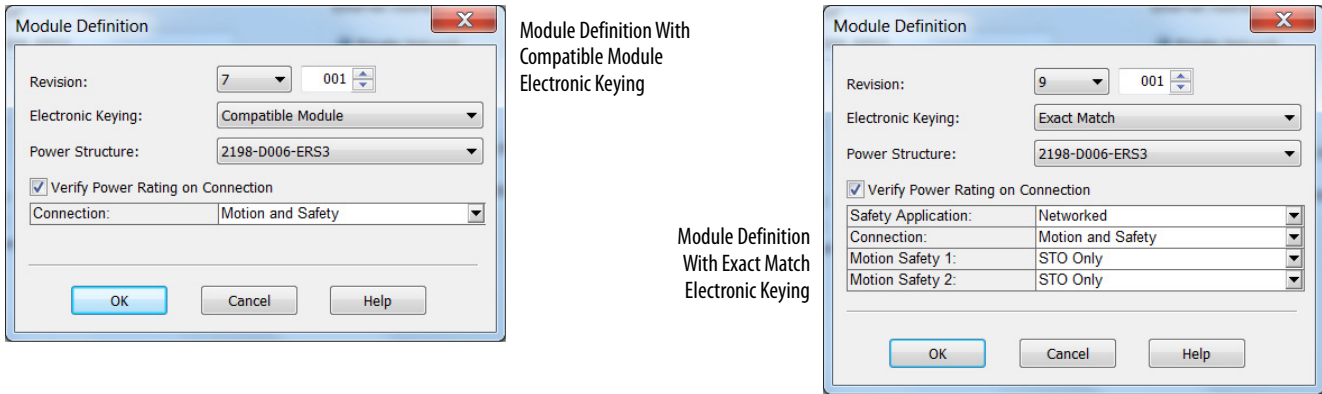 Module Definition
Revision: 7 001
Electronic Keying: Compatible Module
Power Structure: 2198-D006-ERS3
Verify Power Rating on Connection
Connection: Motion and Safety
OK Cancel Help
Module Definition With
Compatible Module
Electronic Keying
Module Definition
With Exact Match
Electronic Keying
Module Definition
Revision: 9 001
Electronic Keying: Exact Match
Power Structure: 2198-D006-ERS3
Verify Power Rating on Connection
Safety Application: Networked
Connection: Motion and Safety
Motion Safety 1: STO Only
Motion Safety 2: STO Only
OK Cancel Help